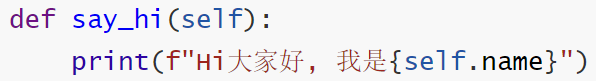 def say_hi(self):
    print(f"Hi大家好, 我是{self.name}")